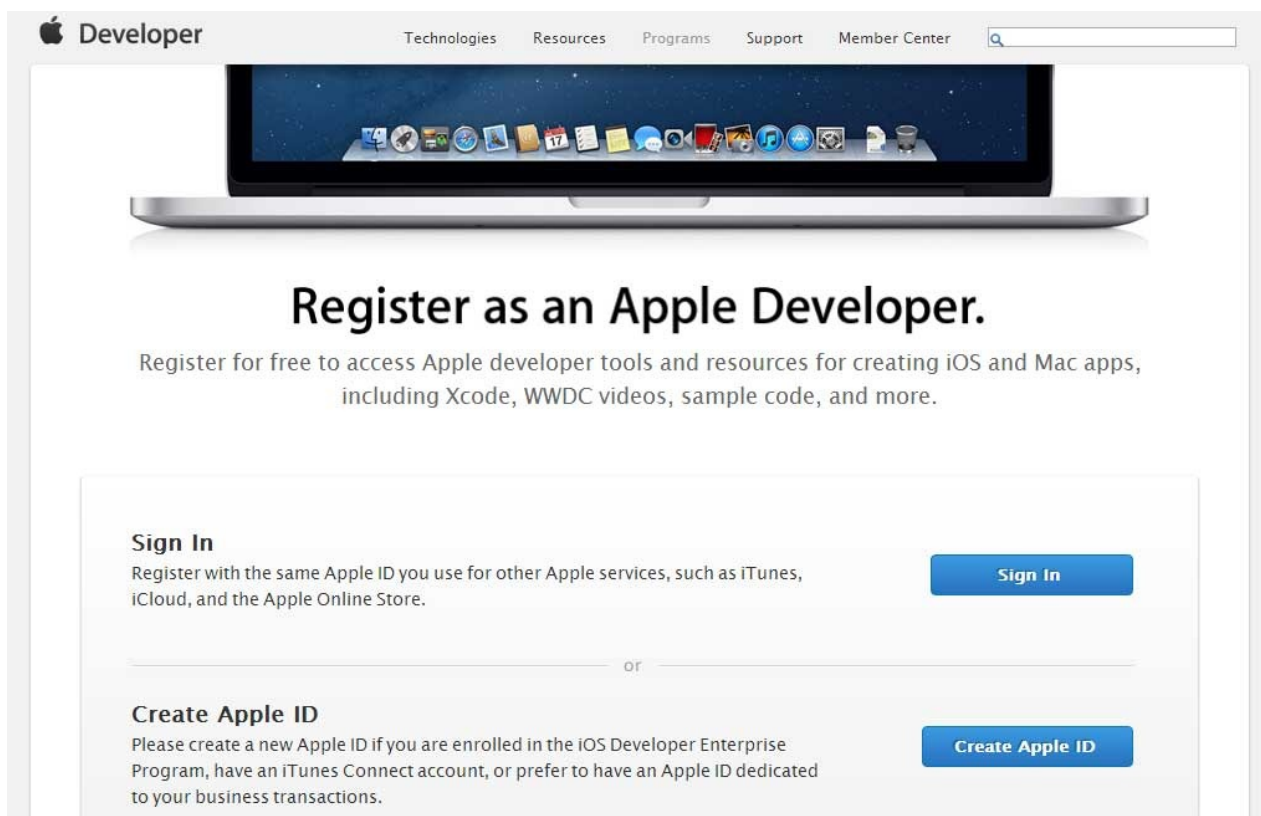 Developer
Technologies Resources Programs Support Member Center
17
Register as an Apple Developer.
Register for free to access Apple developer tools and resources for creating iOS and Mac apps,
including Xcode, WWDC videos, sample code, and more.
Sign In
Register with the same Apple ID you use for other Apple services, such as iTunes,
iCloud, and the Apple Online Store.
Sign In
or
Create Apple ID
Please create a new Apple ID if you are enrolled in the iOS Developer Enterprise
Program, have an iTunes Connect account, or prefer to have an Apple ID dedicated
to your business transactions.
Create Apple ID